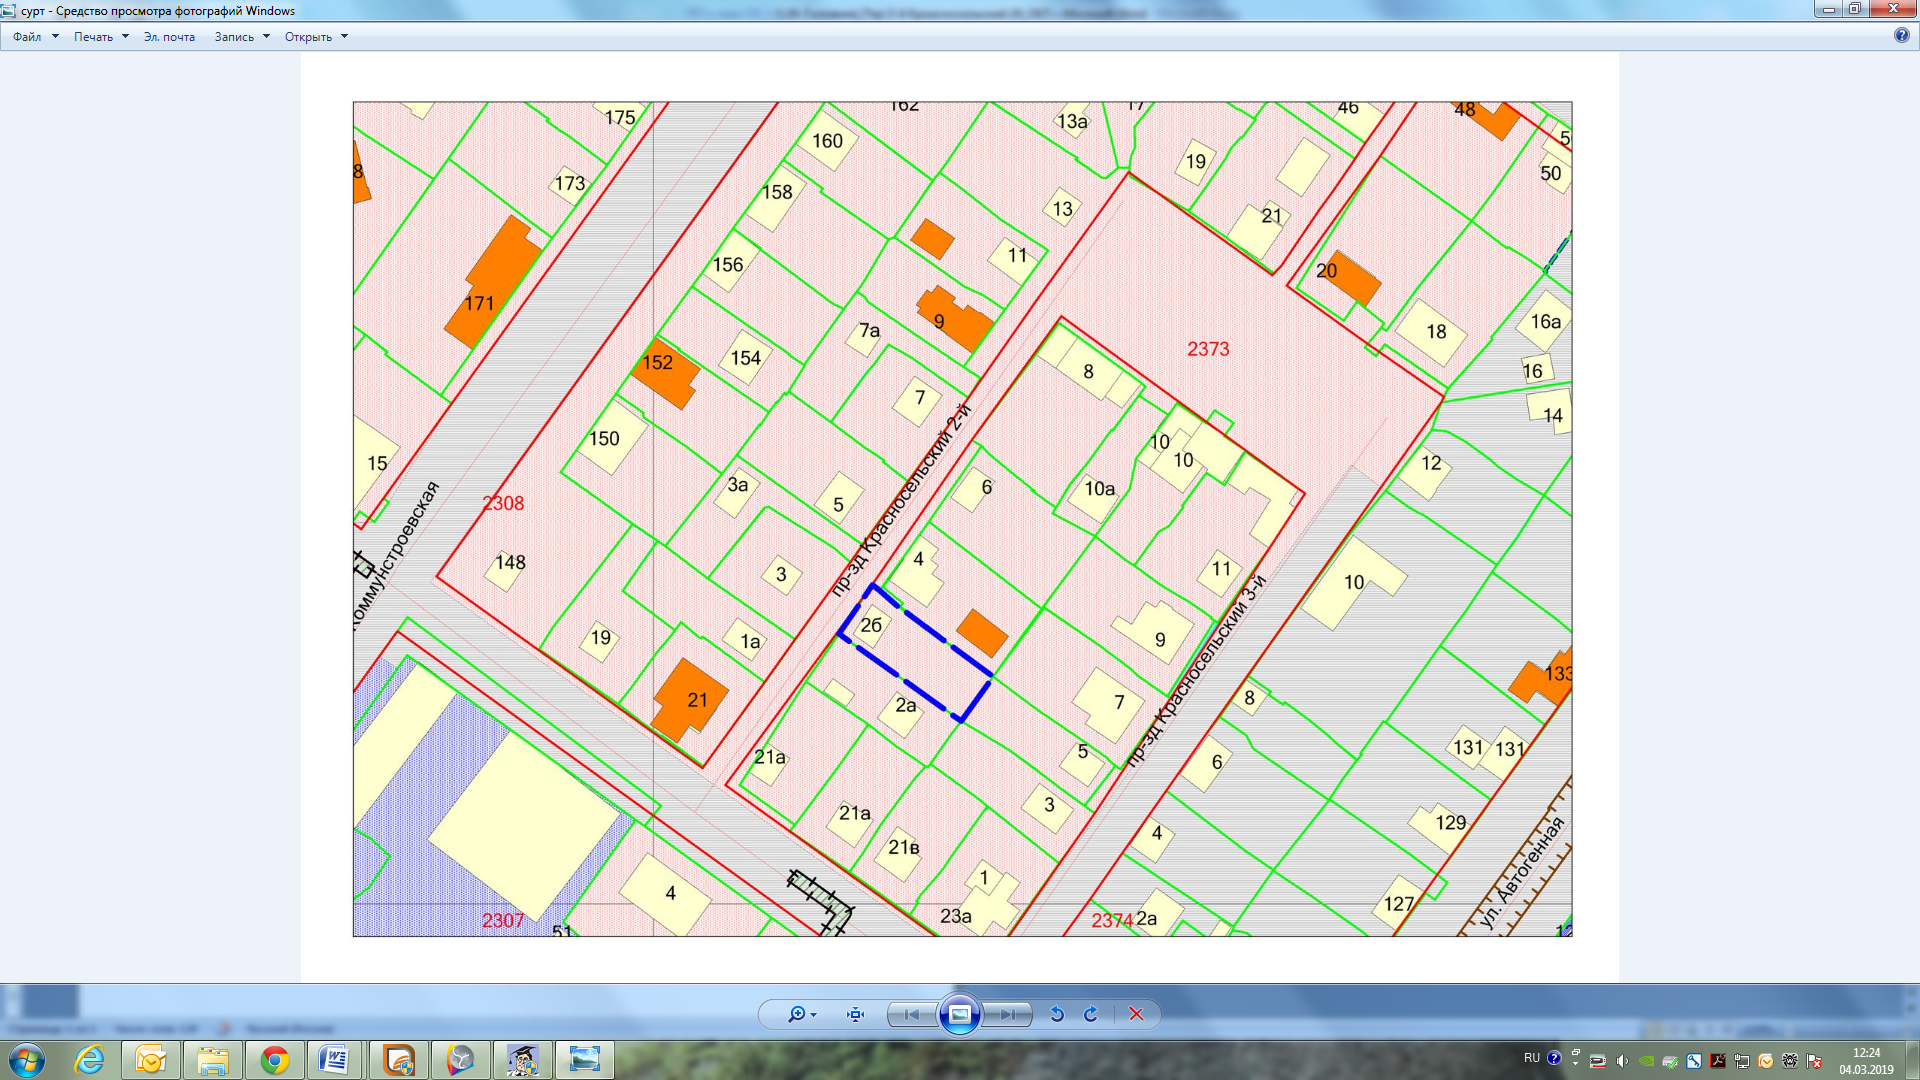 сурт - Средство просмотра фотографий Windows
Файл Печать Эл. почта Запись Открыть
175 162 17 46 48
160 13а 19 50
8 173 158 13 21
156 11 20
171 9 7а 16а
152 154 2373 18
8 16
7 14
15 150 10 10 12
3а 5 6 10а
2308
Коммунстроевская
пр-зд Красносельский 2-й
148 3 4 11 10
2б
19 1а 9
пр-зд Красносельский 3-й
21 2а 7 8 133
21а 5 6 131 131
21а 3 129
21в 4
ул. Автогенная
4 1 127
2307 23а 2374 2а
51
RU
12:24
04.03.2019